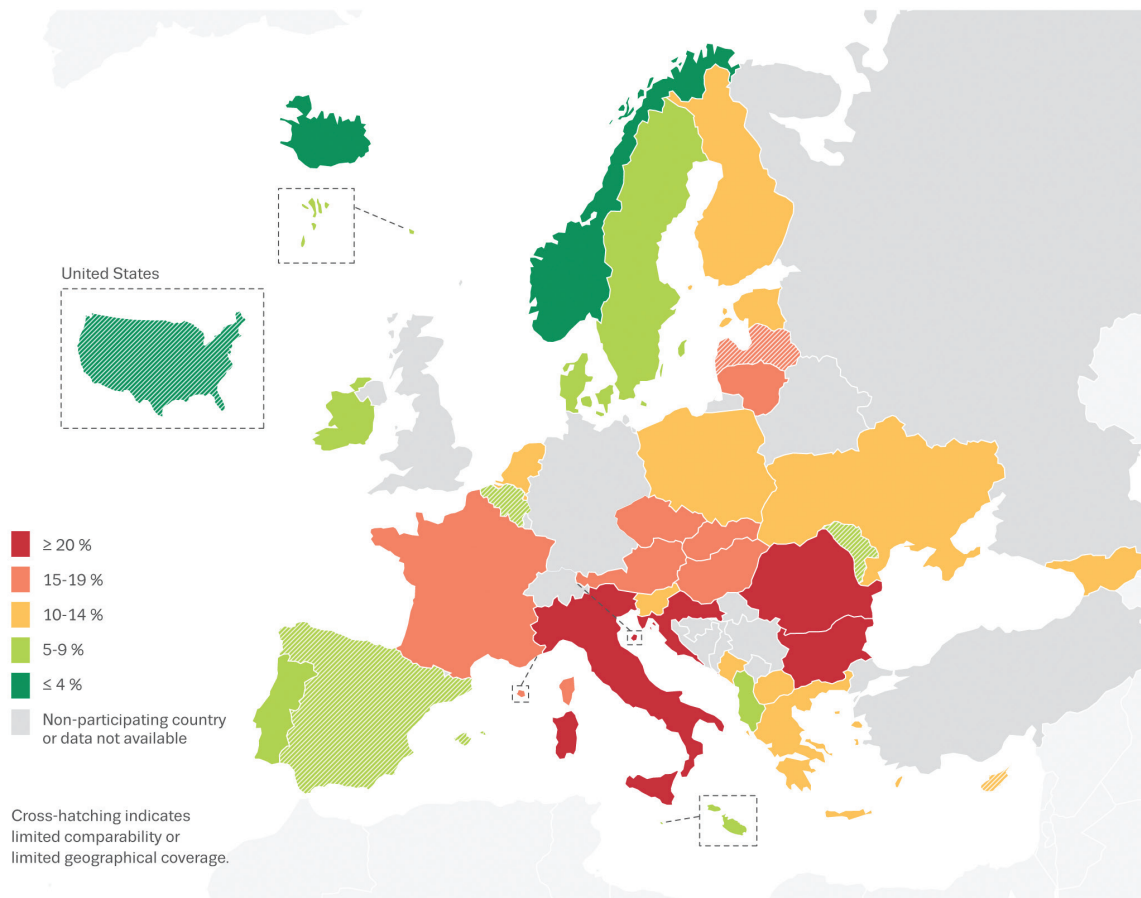 United States
≥ 20 %
15-19 %
10-14 %
5-9 %
≤ 4 %
Non-participating country
or data not available
Cross-hatching indicates
limited comparability or
limited geographical coverage.